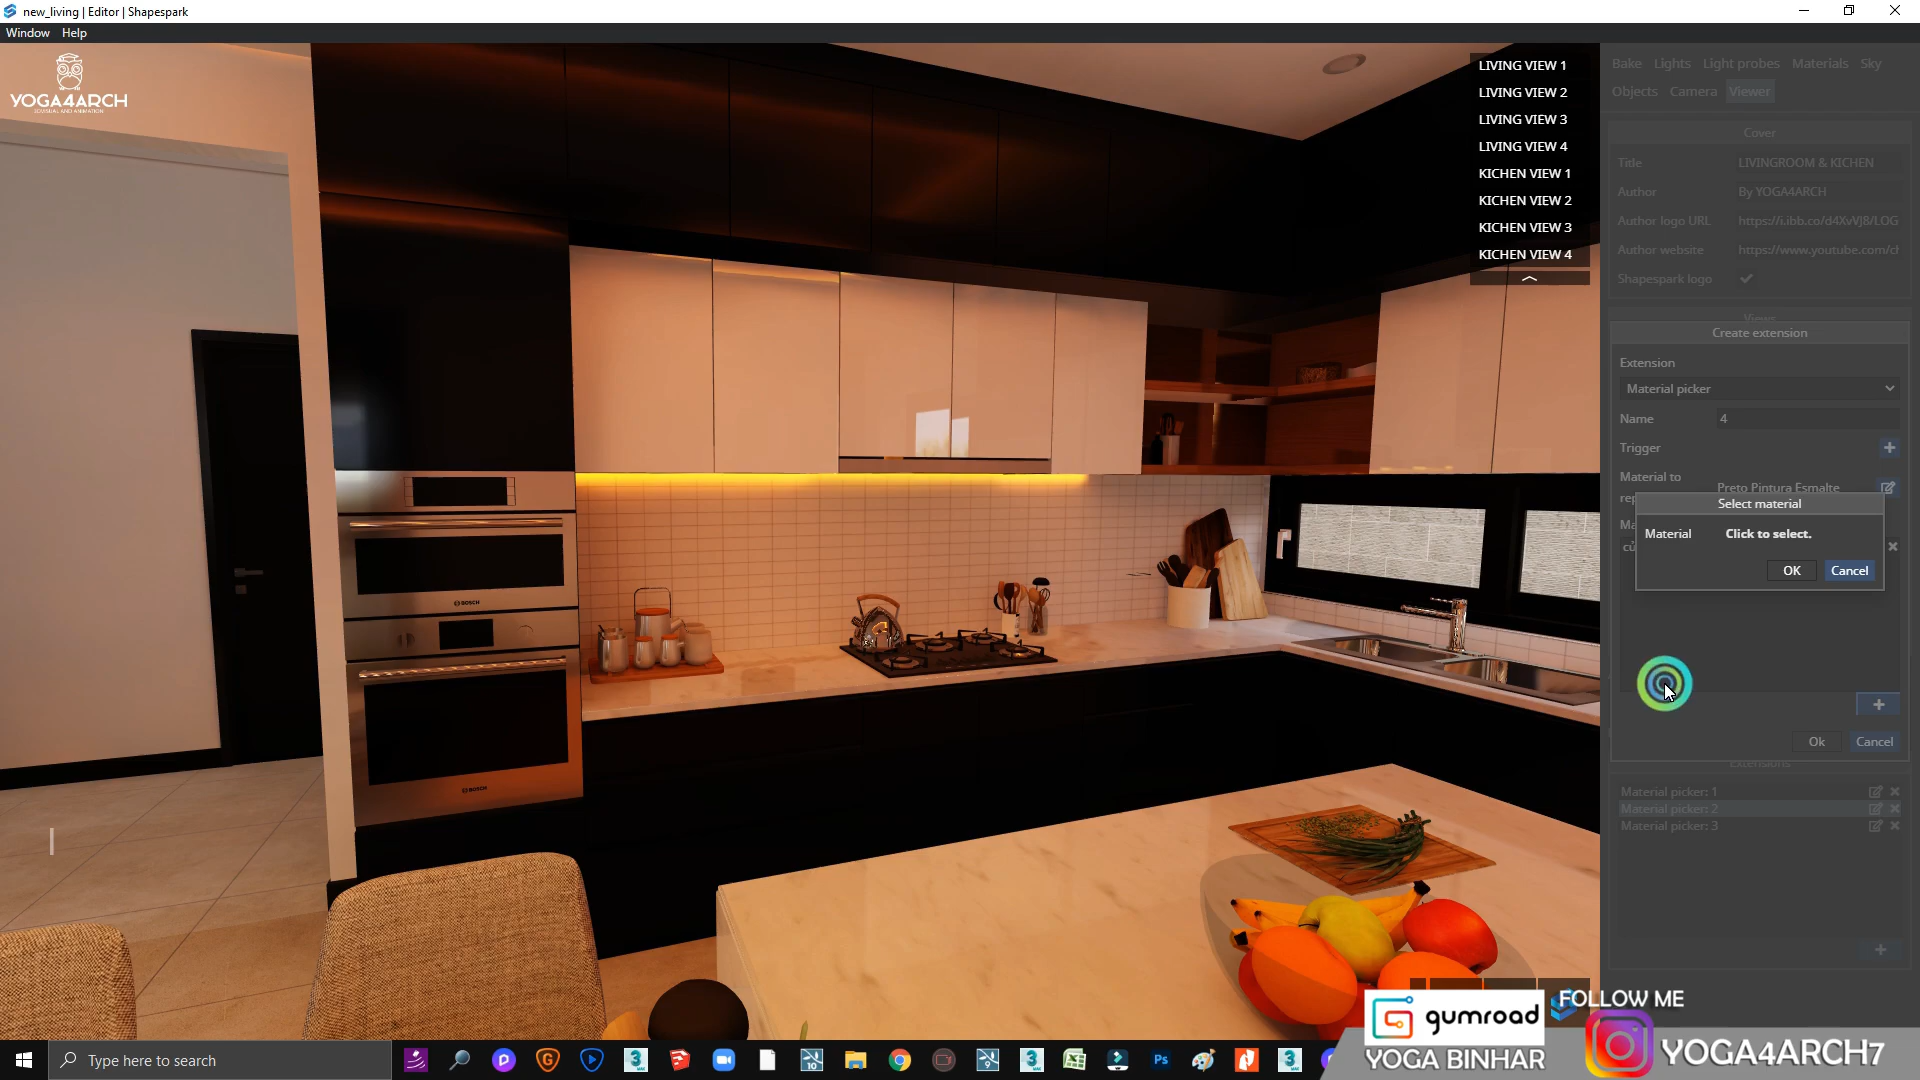 new_living | Editor | Shapespark
Window Help
YOGA4ARCH
LIVING VIEW 1
LIVING VIEW 2
LIVING VIEW 3
LIVING VIEW 4
KICHEN VIEW 1
KICHEN VIEW 2
KICHEN VIEW 3
KICHEN VIEW 4
Bake Lights Light probes Materials Sky
Objects Camera Viewer
Cover
Title LIVINGROOM & KICHEN
Author By YOGA4ARCH
Author logo URL https://i.ibb.co/d4XvVJ8/LOG
Author website https://www.youtube.com/cl
Shapespark logo
Views
Create extension
Extension
Material picker
Name 4
Trigger
Material to
Preto Pintura Esmalte
Select material
Material Click to select.
OK Cancel
Ok Cancel
Extensions
Material picker: 1
Material picker: 2
Material picker: 3
BOSCH
BOSCH
gumroad
YOGA BINHAR
FOLLOW ME
YOGA4ARCH7
Type here to search